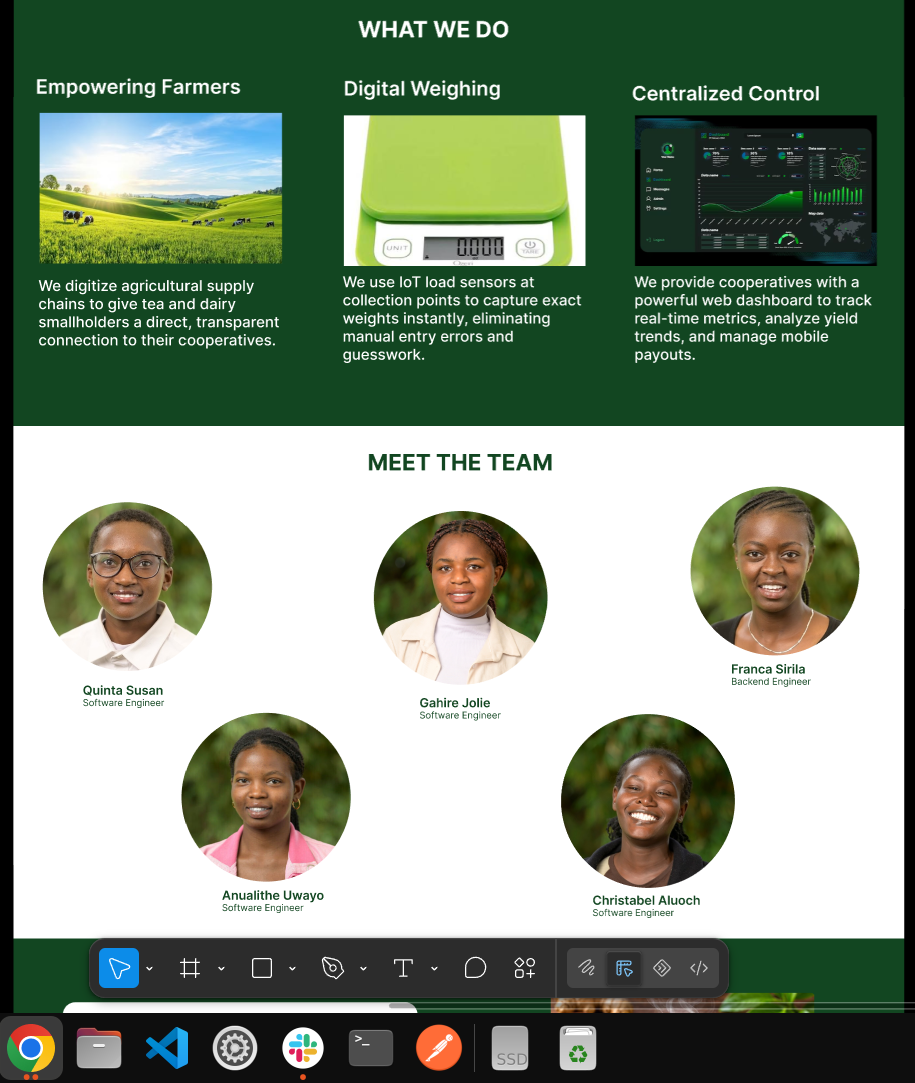 WHAT WE DO
Empowering Farmers
Digital Weighing
Centralized Control
UNIT
0.000
TARE
We digitize agricultural supply
chains to give tea and dairy
smallholders a direct, transparent
connection to their cooperatives.
We use IoT load sensors at
collection points to capture exact
weights instantly, eliminating
manual entry errors and
guesswork.
We provide cooperatives with a
powerful web dashboard to track
real-time metrics, analyze yield
trends, and manage mobile
payouts.
MEET THE TEAM
Quinta Susan
Software Engineer
Gahire Jolie
Software Engineer
Franca Sirila
Backend Engineer
Anualithe Uwayo
Software Engineer
Christabel Aluoch
Software Engineer
SSD